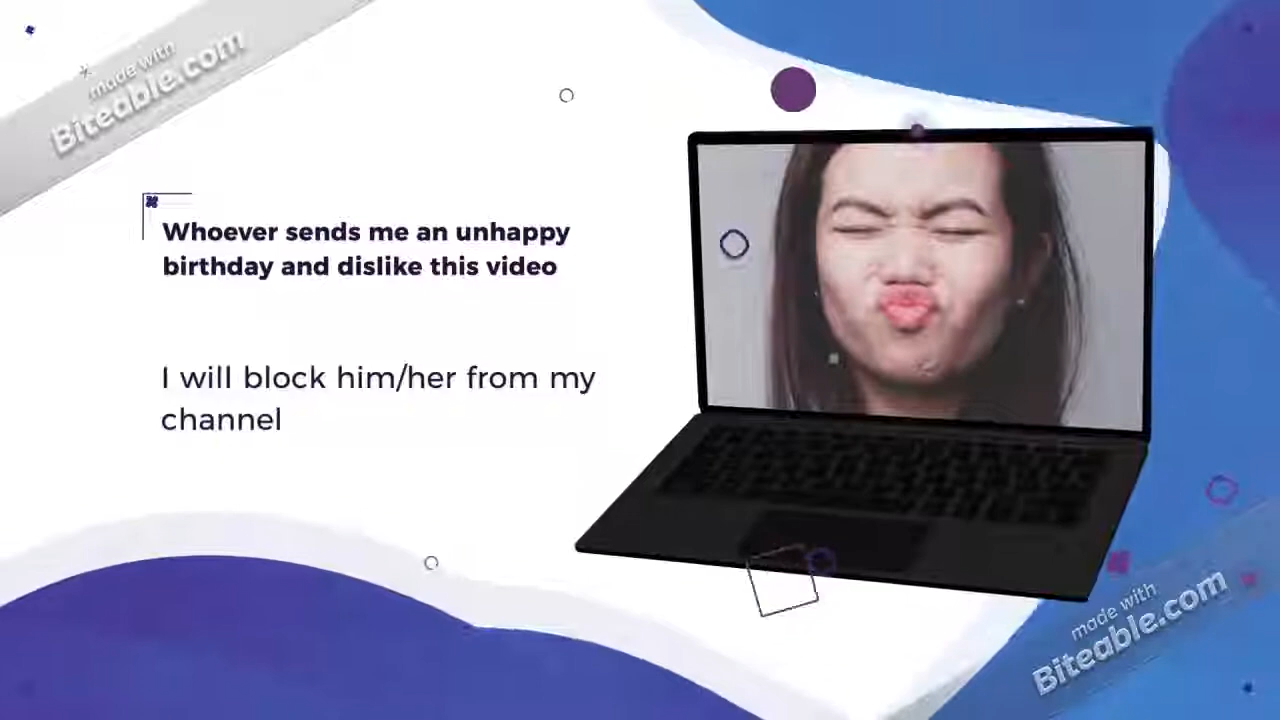 made with
Biteable.com
Whoever sends me an unhappy
birthday and dislike this video
I will block him/her from my
channel
made with
Biteable.com